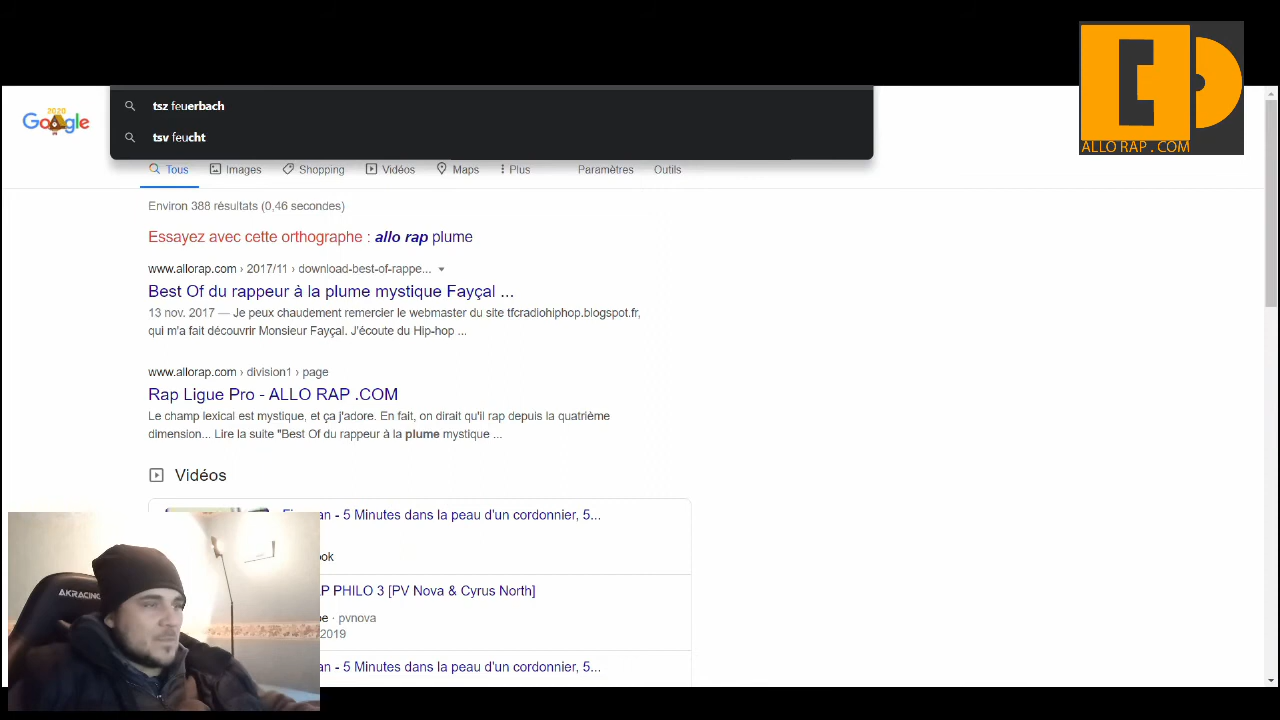 2020
Google
tsz feuerbach
tsv feucht
ALLO RAP . COM
Tous
Images
Shopping
Vidéos
Maps
Plus
Paramètres
Outils
Environ 388 résultats (0,46 secondes)
Essayez avec cette orthographe : allo rap plume
www.allorap.com › 2017/11 › download-best-of-rappe...
Best Of du rappeur à la plume mystique Fayçal ...
13 nov. 2017 — Je peux chaudement remercier le webmaster du site tfcradiohiphop.blogspot.fr,
qui m'a fait découvrir Monsieur Fayçal. J'écoute du Hip-hop ...
www.allorap.com › division1 › page
Rap Ligue Pro - ALLO RAP .COM
Le champ lexical est mystique, et ça j'adore. En fait, on dirait qu'il rap depuis la quatrième
dimension... Lire la suite "Best Of du rappeur à la plume mystique ...
Vidéos
- 5 Minutes dans la peau d'un cordonnier, 5...
ook
P PHILO 3 [PV Nova & Cyrus North]
· pvnova
2019
an - 5 Minutes dans la peau d'un cordonnier, 5...
AKRACING